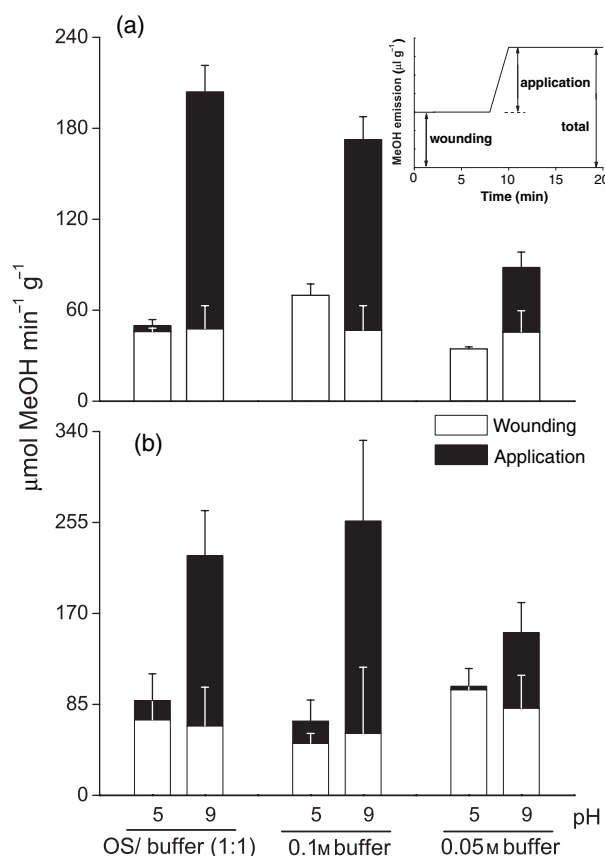 (a)
240
180
120
60
0
MeOH emission (µl g⁻¹)
application
wounding
total
0 5 10 15 20
Time (min)
µmol MeOH min⁻¹ g⁻¹
Wounding
Application
(b)
340
255
170
85
0
5 9 5 9 5 9 pH
OS/ buffer (1:1) 0.1M buffer 0.05M buffer